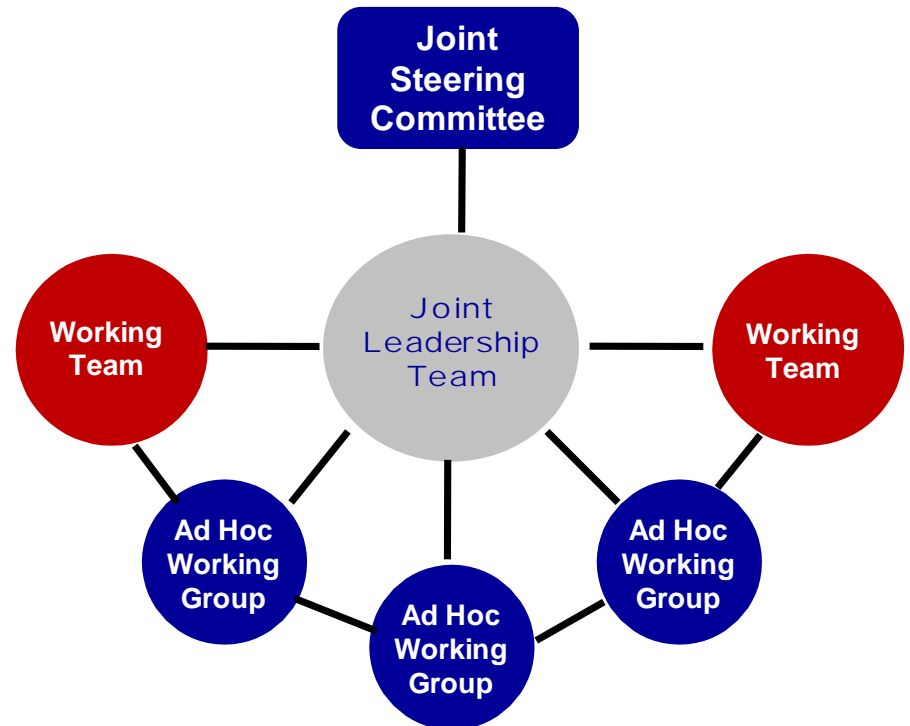 Joint
Steering
Committee
Joint
Leadership
Team
Working
Team
Working
Team
Ad Hoc
Working
Group
Ad Hoc
Working
Group
Ad Hoc
Working
Group